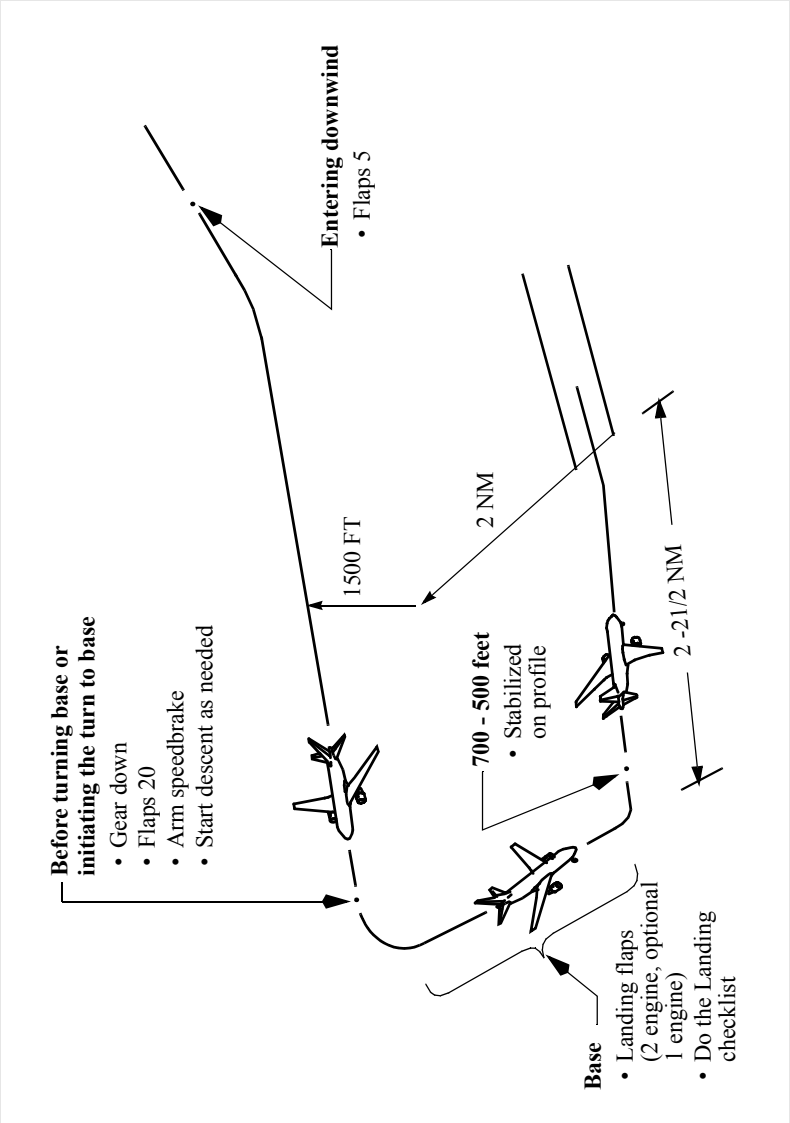 Before turning base or
initiating the turn to base
• Gear down
• Flaps 20
• Arm speedbrake
• Start descent as needed
Entering downwind
• Flaps 5
1500 FT
2 NM
700 - 500 feet
• Stabilized
on profile
2 -21/2 NM
Base
• Landing flaps
(2 engine, optional
1 engine)
• Do the Landing
checklist